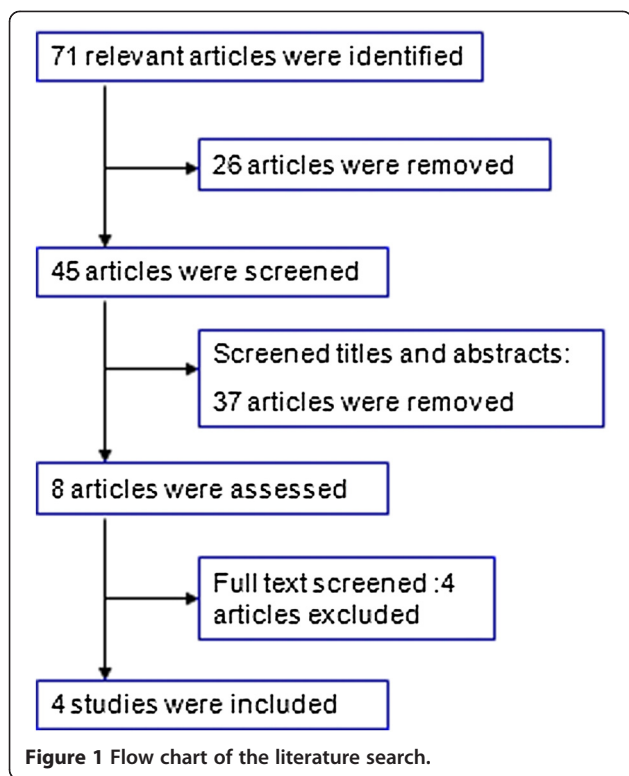 71 relevant articles were identified
26 articles were removed
45 articles were screened
Screened titles and abstracts:
37 articles were removed
8 articles were assessed
Full text screened :4
articles excluded
4 studies were included
Figure 1 Flow chart of the literature search.